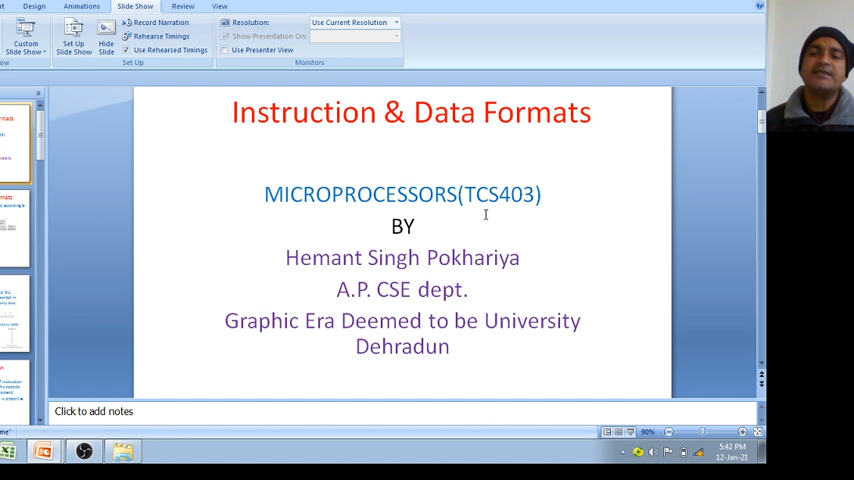 Design Animations Slide Show Review View
Custom Slide Show
Set Up Slide Show
Hide Slide
Record Narration
Rehearse Timings
Use Rehearsed Timings
Set Up
Resolution: Use Current Resolution
Show Presentation On:
Use Presenter View
Monitors
Instruction & Data Formats
MICROPROCESSORS(TCS403)
BY
Hemant Singh Pokhariya
A.P. CSE dept.
Graphic Era Deemed to be University
Dehradun
Click to add notes
90%
5:42 PM
12-Jan-21